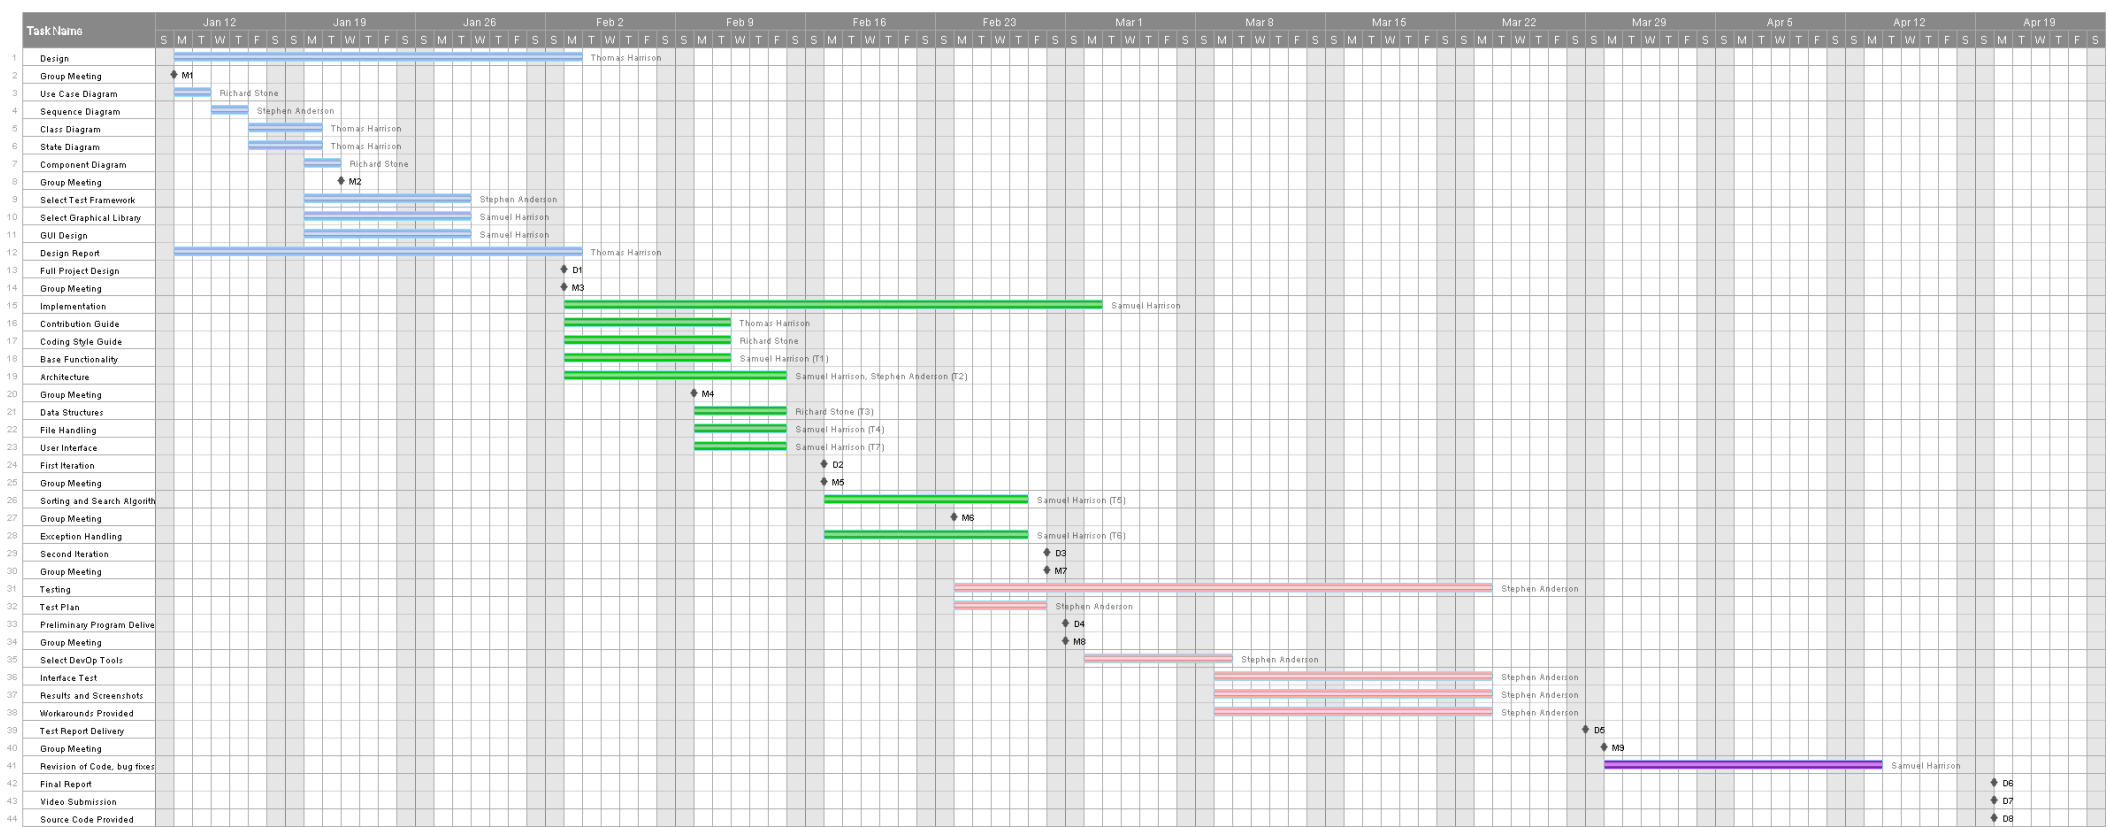 Task Name
Jan 12 Jan 19 Jan 26 Feb 2 Feb 9 Feb 16 Feb 23 Mar 1 Mar 8 Mar 15 Mar 22 Mar 29 Apr 5 Apr 12 Apr 19
S M T W T F S S M T W T F S S M T W T F S S M T W T F S S M T W T F S S M T W T F S S M T W T F S S M T W T F S S M T W T F S S M T W T F S S M T W T F S S M T W T F S S M T W T F S S M T W T F S S M T W T F S
1 Design Thomas Harrison
2 Group Meeting M1
3 Use Case Diagram Richard Stone
4 Sequence Diagram Stephen Anderson
5 Class Diagram Thomas Harrison
6 State Diagram Thomas Harrison
7 Component Diagram Richard Stone
8 Group Meeting M2
9 Select Test Framework Stephen Anderson
10 Select Graphical Library Samuel Harrison
11 GUI Design Samuel Harrison
12 Design Report Thomas Harrison
13 Full Project Design D1
14 Group Meeting M3
15 Implementation Samuel Harrison
16 Contribution Guide Thomas Harrison
17 Coding Style Guide Richard Stone
18 Base Functionality Samuel Harrison (T1)
19 Architecture Samuel Harrison, Stephen Anderson (T2)
20 Group Meeting M4
21 Data Structures Richard Stone (T3)
22 File Handling Samuel Harrison (T4)
23 User Interface Samuel Harrison (T7)
24 First Iteration D2
25 Group Meeting M5
26 Sorting and Search Algorith Samuel Harrison (T5)
27 Group Meeting M6
28 Exception Handling Samuel Harrison (T6)
29 Second Iteration D3
30 Group Meeting M7
31 Testing Stephen Anderson
32 Test Plan Stephen Anderson
33 Preliminary Program Delive D4
34 Group Meeting M8
35 Select DevOp Tools Stephen Anderson
36 Interface Test Stephen Anderson
37 Results and Screenshots Stephen Anderson
38 Workarounds Provided Stephen Anderson
39 Test Report Delivery D5
40 Group Meeting M9
41 Revision of Code, bug fixes Samuel Harrison
42 Final Report D6
43 Video Submission D7
44 Source Code Provided D8